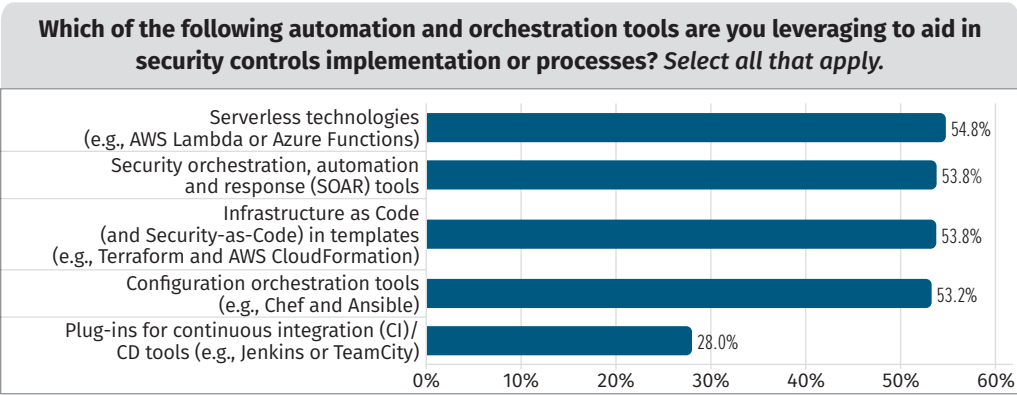 Which of the following automation and orchestration tools are you leveraging to aid in
security controls implementation or processes? Select all that apply.
Serverless technologies
(e.g., AWS Lambda or Azure Functions)
54.8%
Security orchestration, automation
and response (SOAR) tools
53.8%
Infrastructure as Code
(and Security-as-Code) in templates
(e.g., Terraform and AWS CloudFormation)
53.8%
Configuration orchestration tools
(e.g., Chef and Ansible)
53.2%
Plug-ins for continuous integration (CI)/
CD tools (e.g., Jenkins or TeamCity)
28.0%
0% 10% 20% 30% 40% 50% 60%